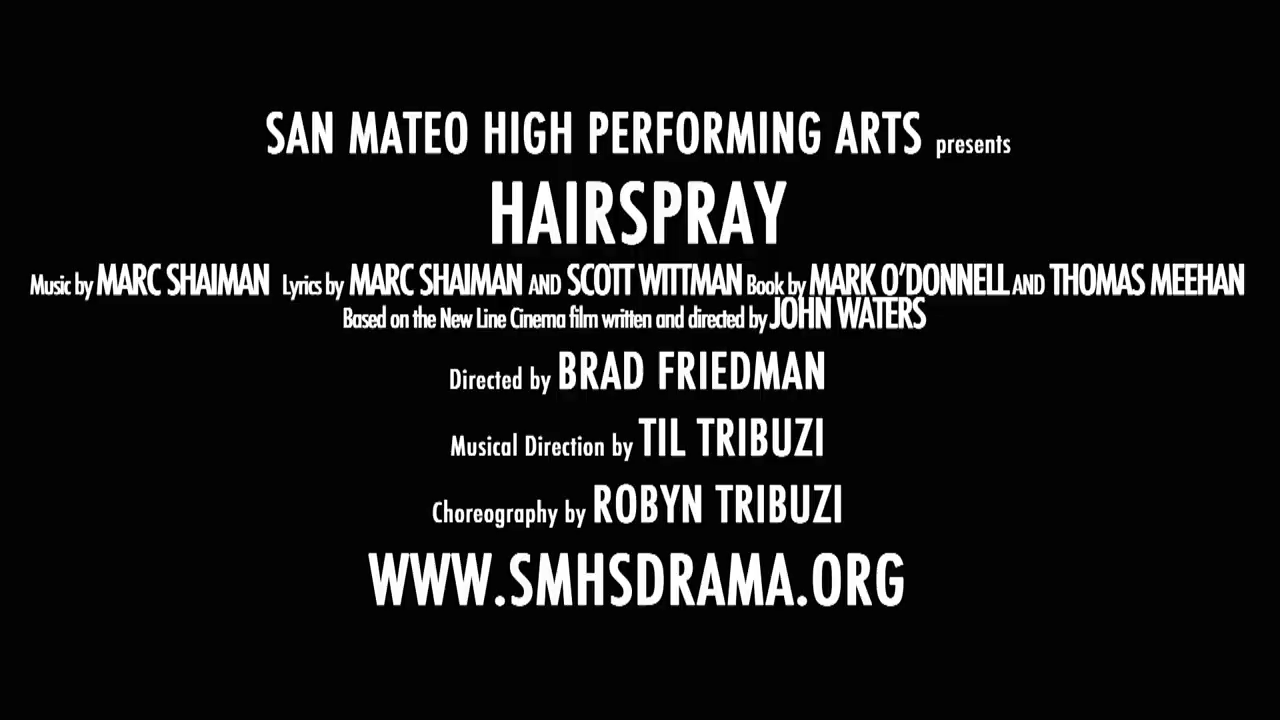 SAN MATEO HIGH PERFORMING ARTS presents
HAIRSPRAY
Music by MARC SHAIMAN Lyrics by MARC SHAIMAN AND SCOTT WITTMAN Book by MARK O'DONNELL AND THOMAS MEEHAN
Based on the New Line Cinema film written and directed by JOHN WATERS
Directed by BRAD FRIEDMAN
Musical Direction by TIL TRIBUZI
Choreography by ROBYN TRIBUZI
WWW.SMHSDRAMA.ORG